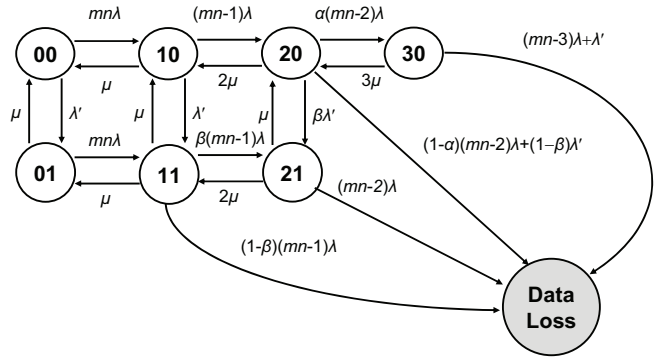 mnλ
(mn-1)λ
α(mn-2)λ
(mn-3)λ+λ′
00
10
20
30
μ
2μ
3μ
μ
λ′
μ
λ′
μ
βλ′
mnλ
β(mn-1)λ
(1-α)(mn-2)λ+(1−β)λ′
01
11
21
(mn-2)λ
μ
2μ
(1-β)(mn-1)λ
Data
Loss